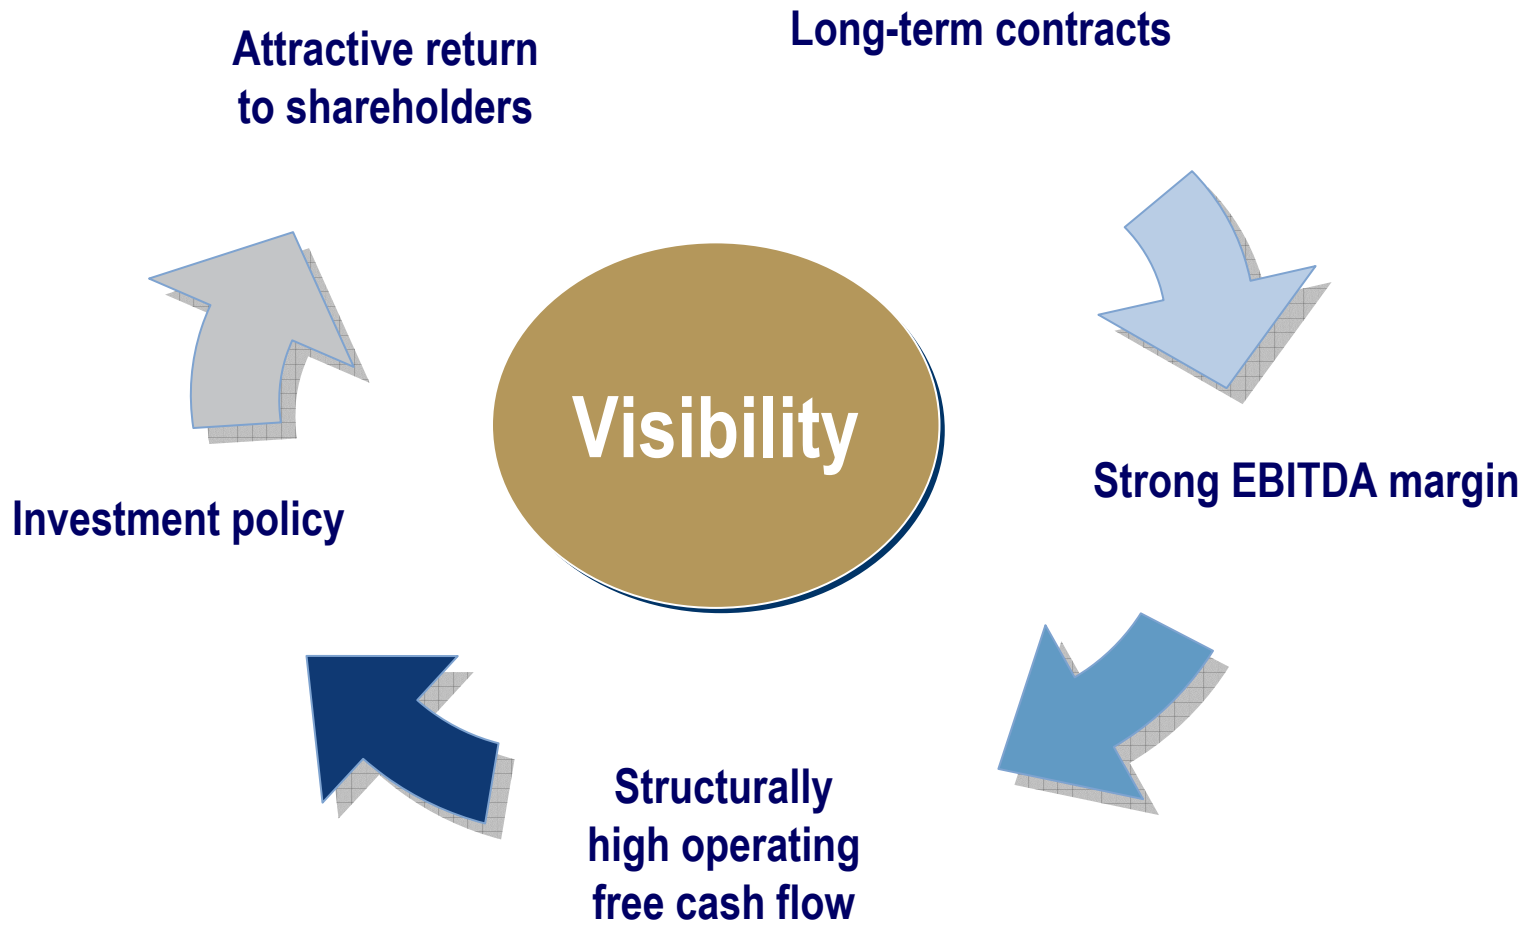 Attractive return
to shareholders
Long-term contracts
Visibility
Strong EBITDA margin
Investment policy
Structurally
high operating
free cash flow